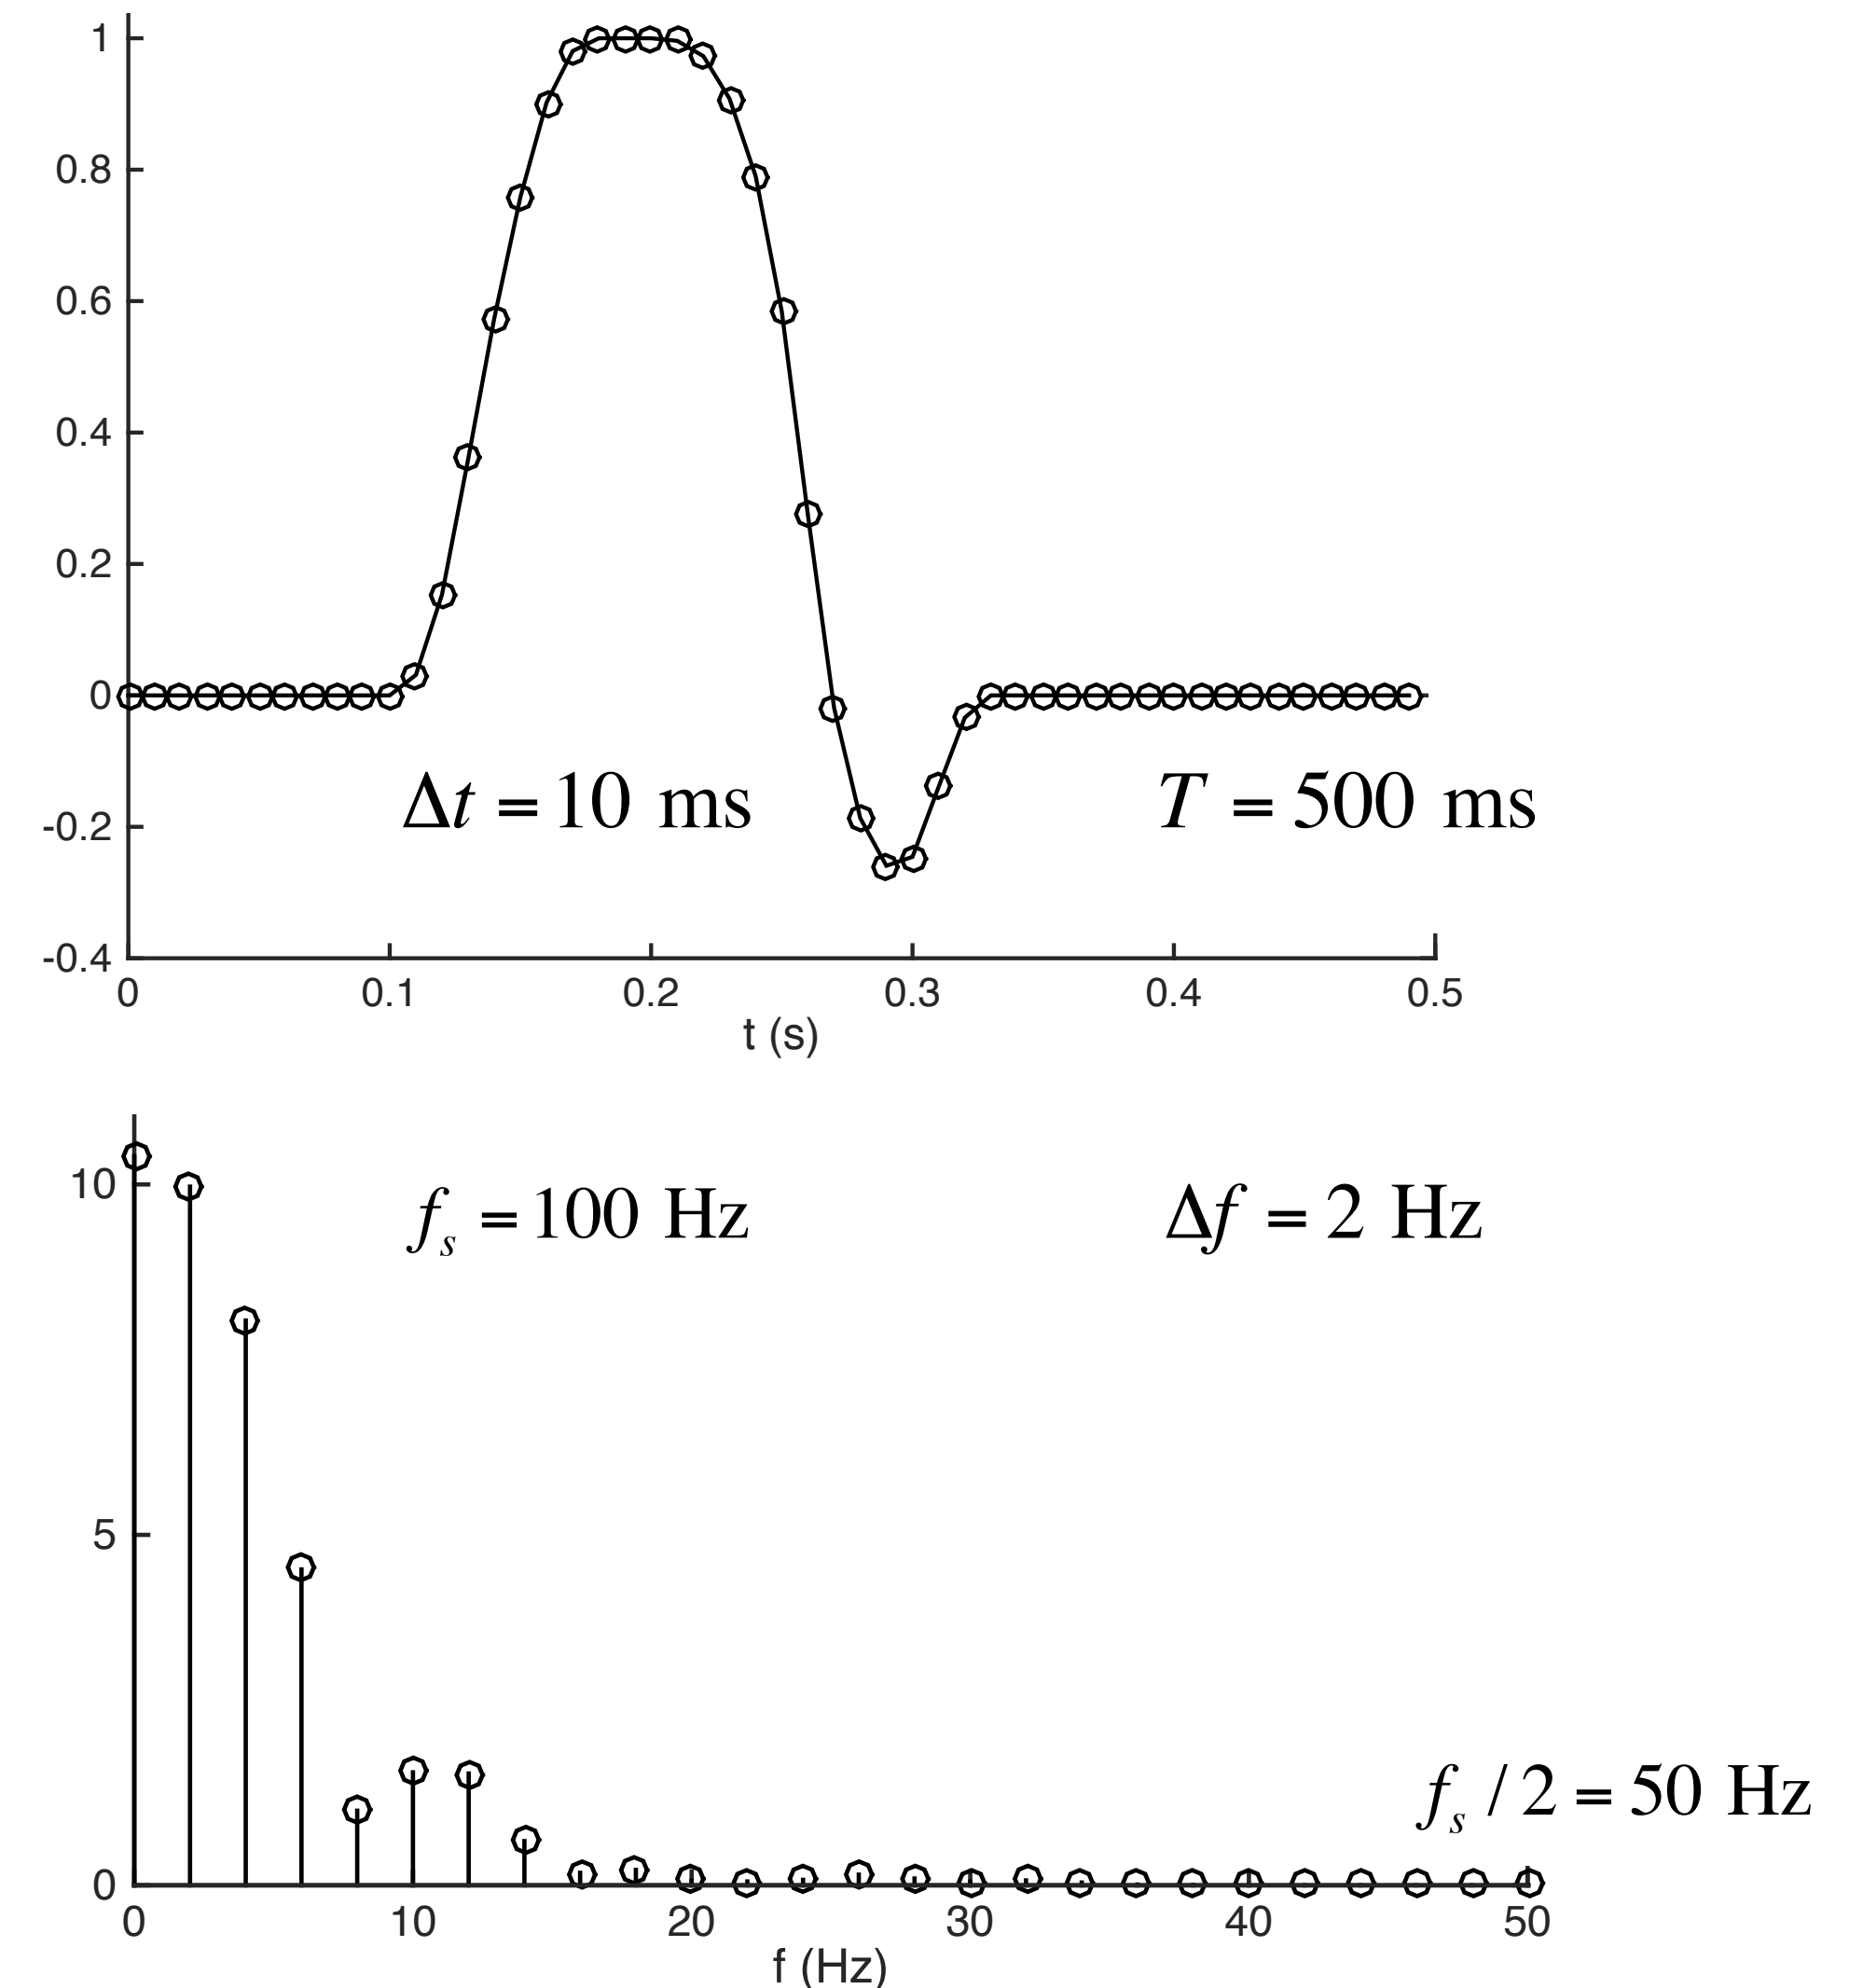 1
0.8
0.6
0.4
0.2
0
Δt = 10 ms T = 500 ms
-0.2
-0.4
0 0.1 0.2 0.3 0.4 0.5
t (s)
10
fs = 100 Hz Δf = 2 Hz
5
fs / 2 = 50 Hz
0
0 10 20 30 40 50
f (Hz)